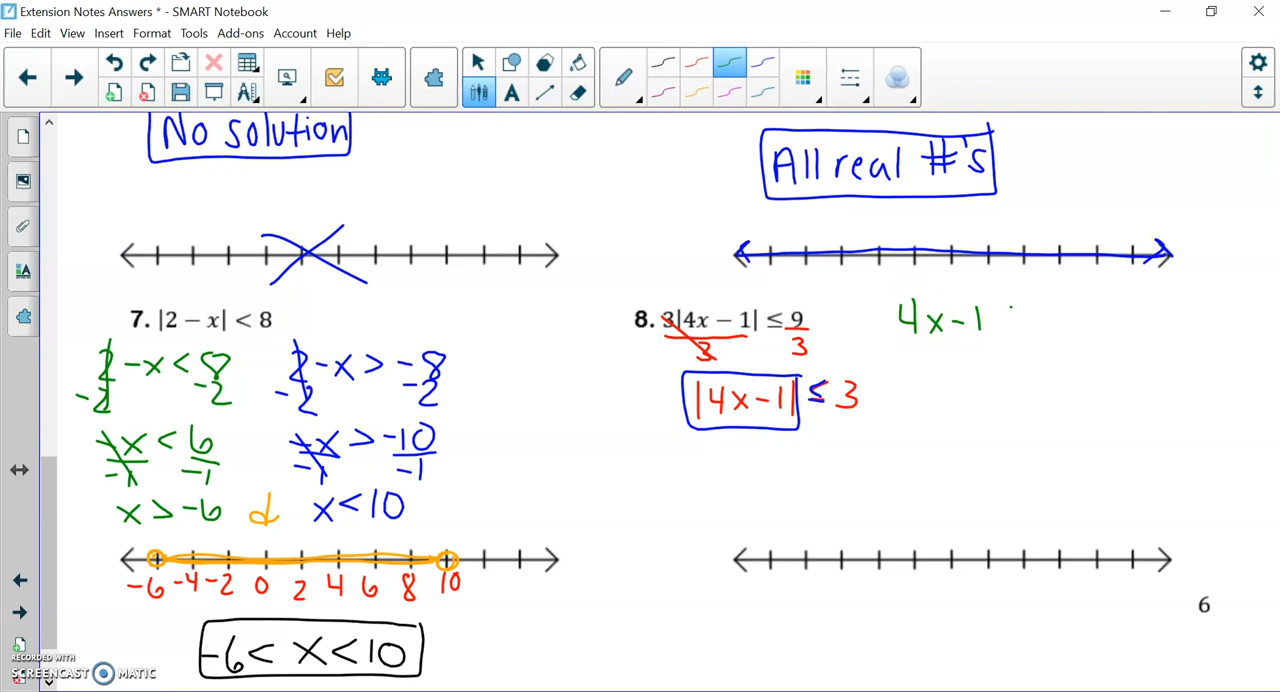 Extension Notes Answers * - SMART Notebook
File Edit View Insert Format Tools Add-ons Account Help
No solution
All real #'s
7. |2 − x| < 8
2 -x < 8
-2 -2
-x < 6
-1 -1
x > -6
2 -x > -8
-2 -2
-x > -10
-1 -1
& x < 10
-6 -4 -2 0 2 4 6 8 10
-6 < x < 10
8. 3|4x − 1| ≤ 9
3 3
|4x-1| ≤ 3
4x-1
6
RECORDED WITH
SCREENCAST MATIC